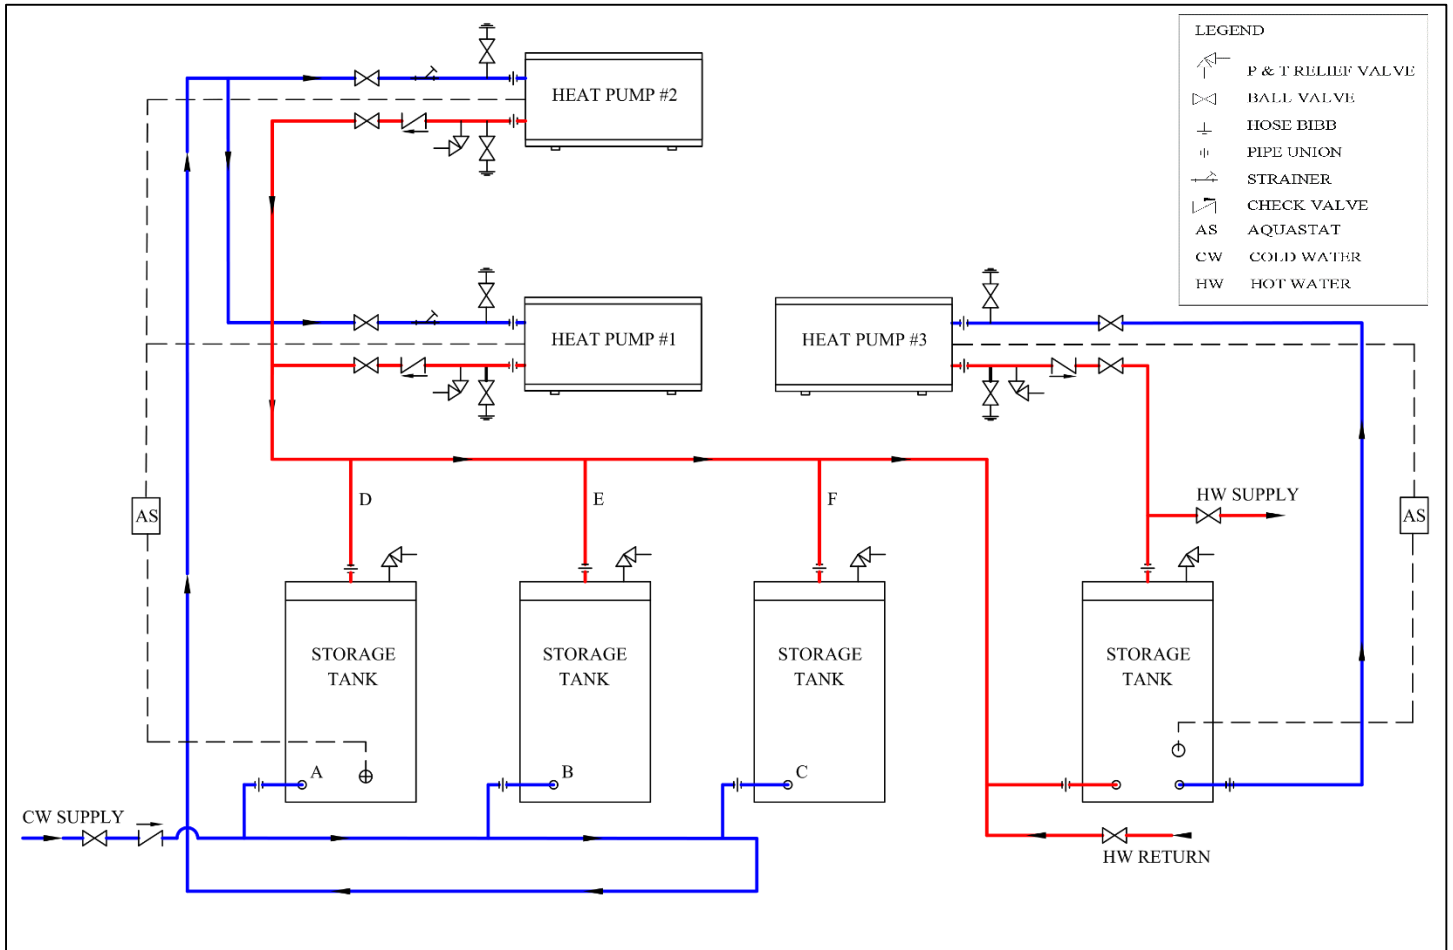 LEGEND
P & T RELIEF VALVE
BALL VALVE
HOSE BIBB
PIPE UNION
STRAINER
CHECK VALVE
AS AQUASTAT
CW COLD WATER
HW HOT WATER
HEAT PUMP #2
HEAT PUMP #1
HEAT PUMP #3
D
E
F
HW SUPPLY
AS
AS
STORAGE
TANK
STORAGE
TANK
STORAGE
TANK
STORAGE
TANK
A
B
C
CW SUPPLY
HW RETURN